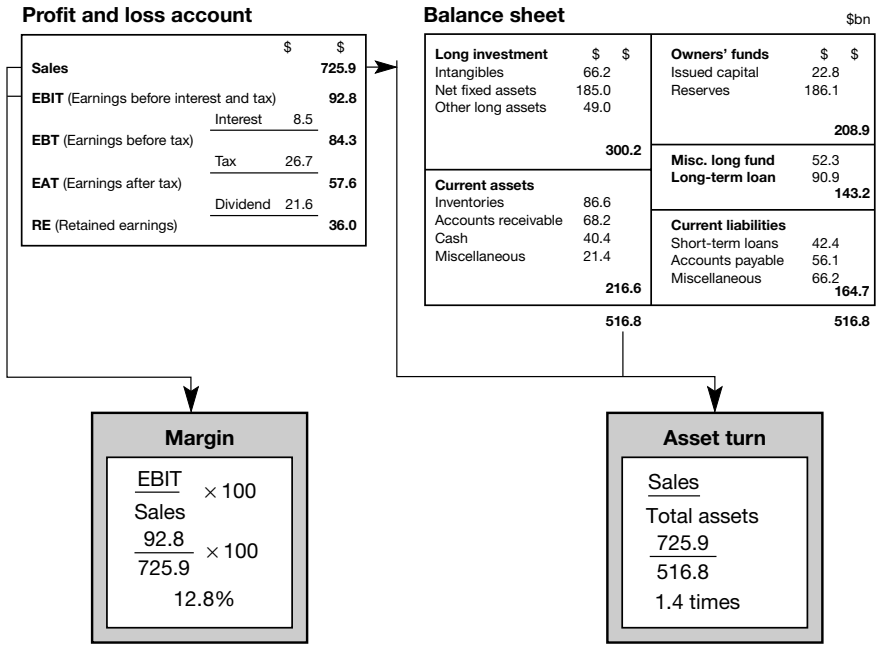 Profit and loss account
$ $
Sales 725.9
EBIT (Earnings before interest and tax) 92.8
Interest 8.5
EBT (Earnings before tax) 84.3
Tax 26.7
EAT (Earnings after tax) 57.6
Dividend 21.6
RE (Retained earnings) 36.0
Balance sheet
$bn
Long investment $ $
Intangibles 66.2
Net fixed assets 185.0
Other long assets 49.0
300.2
Current assets
Inventories 86.6
Accounts receivable 68.2
Cash 40.4
Miscellaneous 21.4
216.6
516.8
Owners' funds $ $
Issued capital 22.8
Reserves 186.1
208.9
Misc. long fund 52.3
Long-term loan 90.9
143.2
Current liabilities
Short-term loans 42.4
Accounts payable 56.1
Miscellaneous 66.2
164.7
516.8
Margin
EBIT
× 100
Sales
92.8
× 100
725.9
12.8%
Asset turn
Sales
Total assets
725.9
516.8
1.4 times